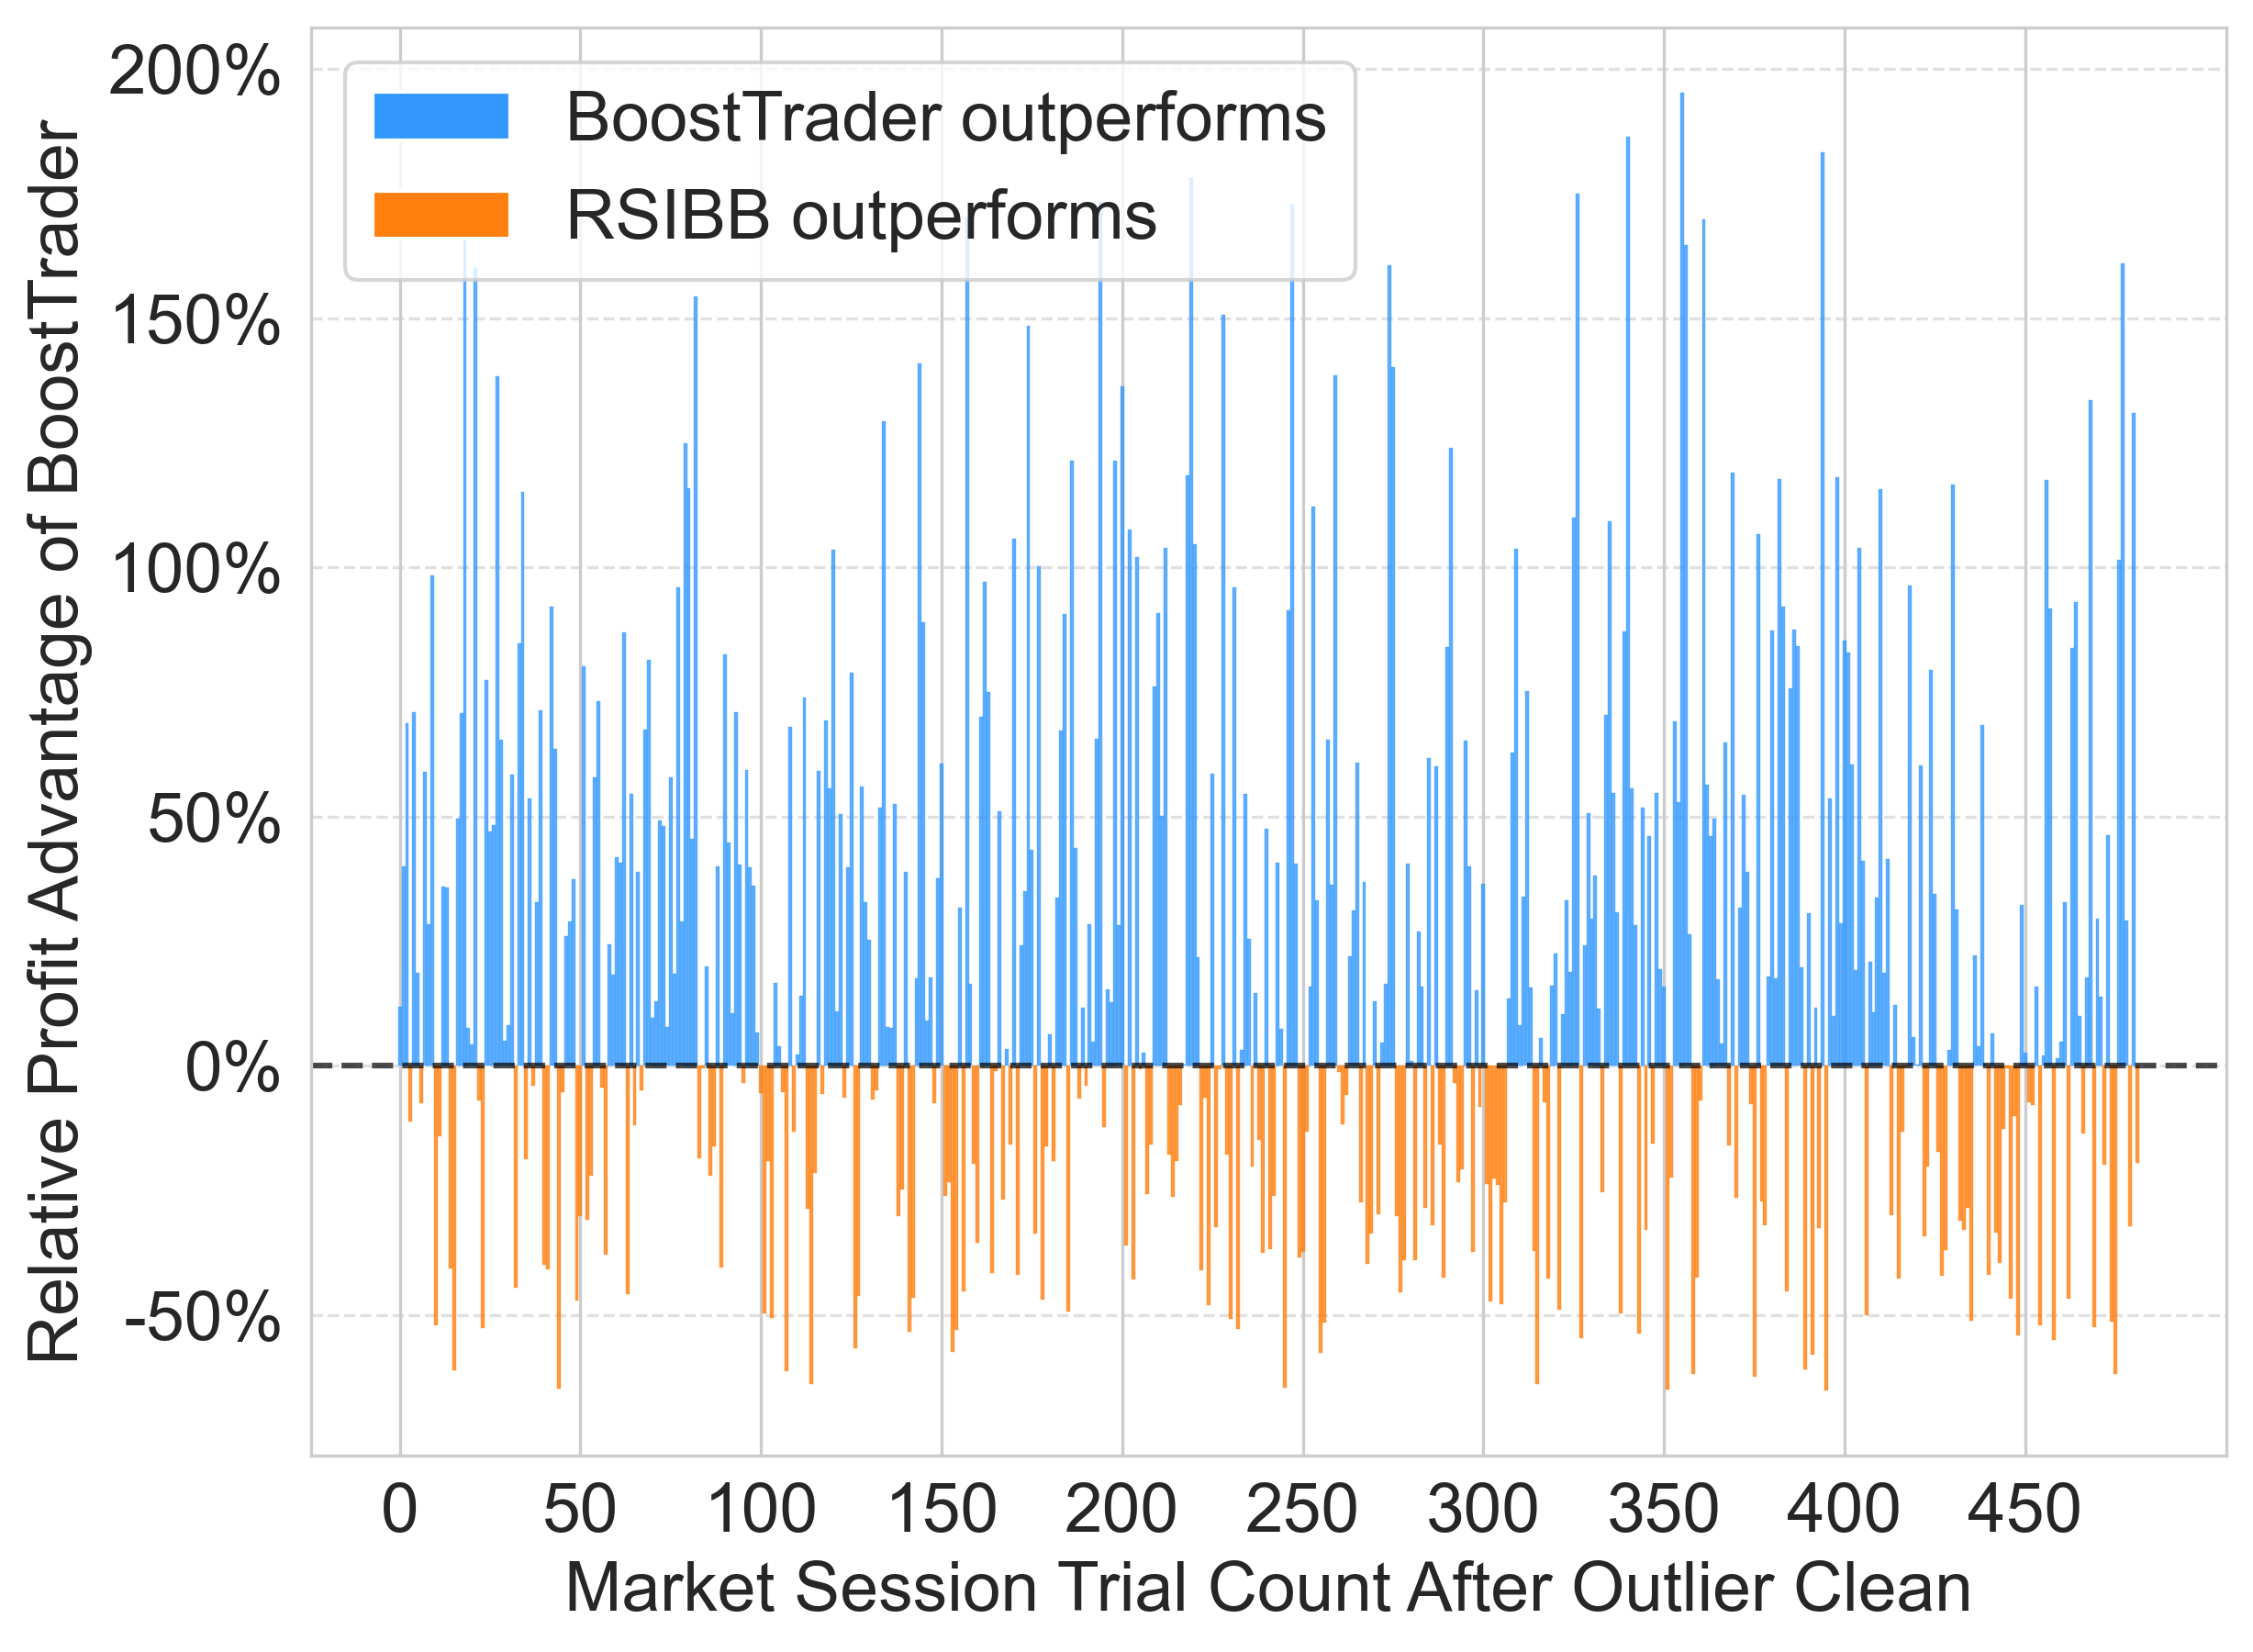 Relative Profit Advantage of BoostTrader
200%
150%
100%
50%
0%
-50%
BoostTrader outperforms
RSIBB outperforms
0 50 100 150 200 250 300 350 400 450
Market Session Trial Count After Outlier Clean